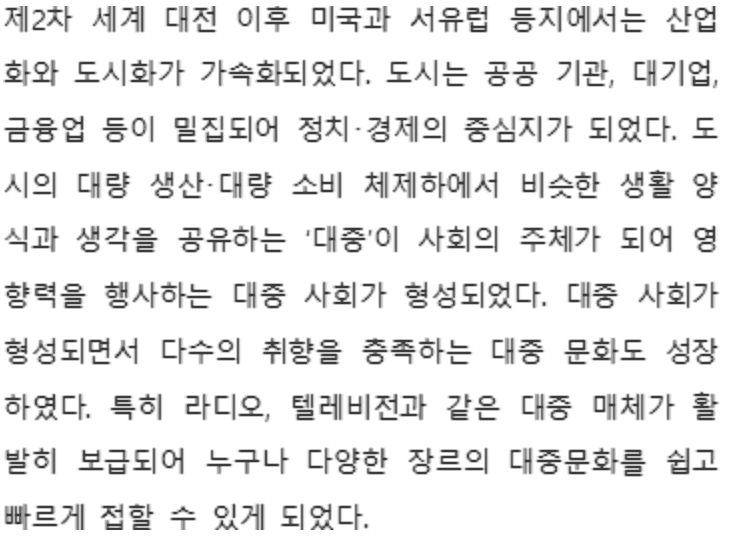 제2차 세계 대전 이후 미국과 서유럽 등지에서는 산업
화와 도시화가 가속화되었다. 도시는 공공 기관, 대기업,
금융업 등이 밀집되어 정치·경제의 중심지가 되었다. 도
시의 대량 생산·대량 소비 체제하에서 비슷한 생활 양
식과 생각을 공유하는 ‘대중’이 사회의 주체가 되어 영
향력을 행사하는 대중 사회가 형성되었다. 대중 사회가
형성되면서 다수의 취향을 충족하는 대중 문화도 성장
하였다. 특히 라디오, 텔레비전과 같은 대중 매체가 활
발히 보급되어 누구나 다양한 장르의 대중문화를 쉽고
빠르게 접할 수 있게 되었다.